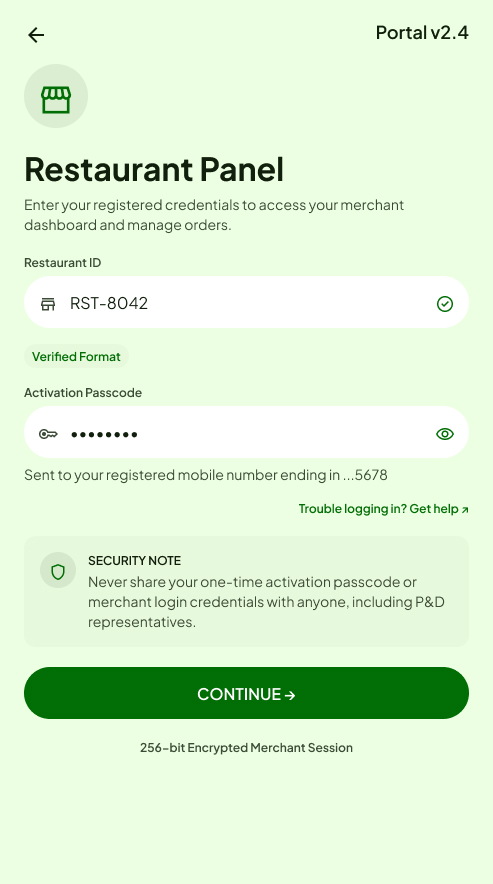 Portal v2.4
Restaurant Panel
Enter your registered credentials to access your merchant
dashboard and manage orders.
Restaurant ID
RST-8042
Verified Format
Activation Passcode
••••••••
Sent to your registered mobile number ending in ...5678
Trouble logging in? Get help ↗
SECURITY NOTE
Never share your one-time activation passcode or
merchant login credentials with anyone, including P&D
representatives.
CONTINUE →
256-bit Encrypted Merchant Session